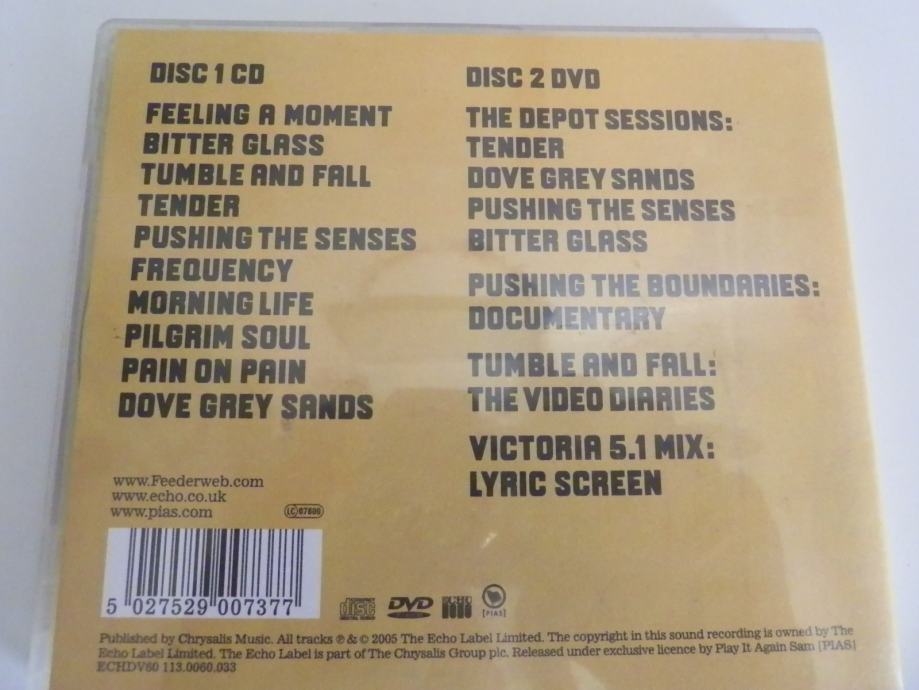 DISC 1 CD
FEELING A MOMENT
BITTER GLASS
TUMBLE AND FALL
TENDER
PUSHING THE SENSES
FREQUENCY
MORNING LIFE
PILGRIM SOUL
PAIN ON PAIN
DOVE GREY SANDS
DISC 2 DVD
THE DEPOT SESSIONS:
TENDER
DOVE GREY SANDS
PUSHING THE SENSES
BITTER GLASS
PUSHING THE BOUNDARIES:
DOCUMENTARY
TUMBLE AND FALL:
THE VIDEO DIARIES
VICTORIA 5.1 MIX:
LYRIC SCREEN
www.Feederweb.com
www.echo.co.uk
www.pias.com
LC 07800
5 027529 007377
disc DVD ECHO [PIAS]
Published by Chrysalis Music. All tracks ℗ & © 2005 The Echo Label Limited. The copyright in this sound recording is owned by The
Echo Label Limited. The Echo Label is part of The Chrysalis Group plc. Released under exclusive licence by Play It Again Sam [PIAS]
ECHDV60 113.0060.033